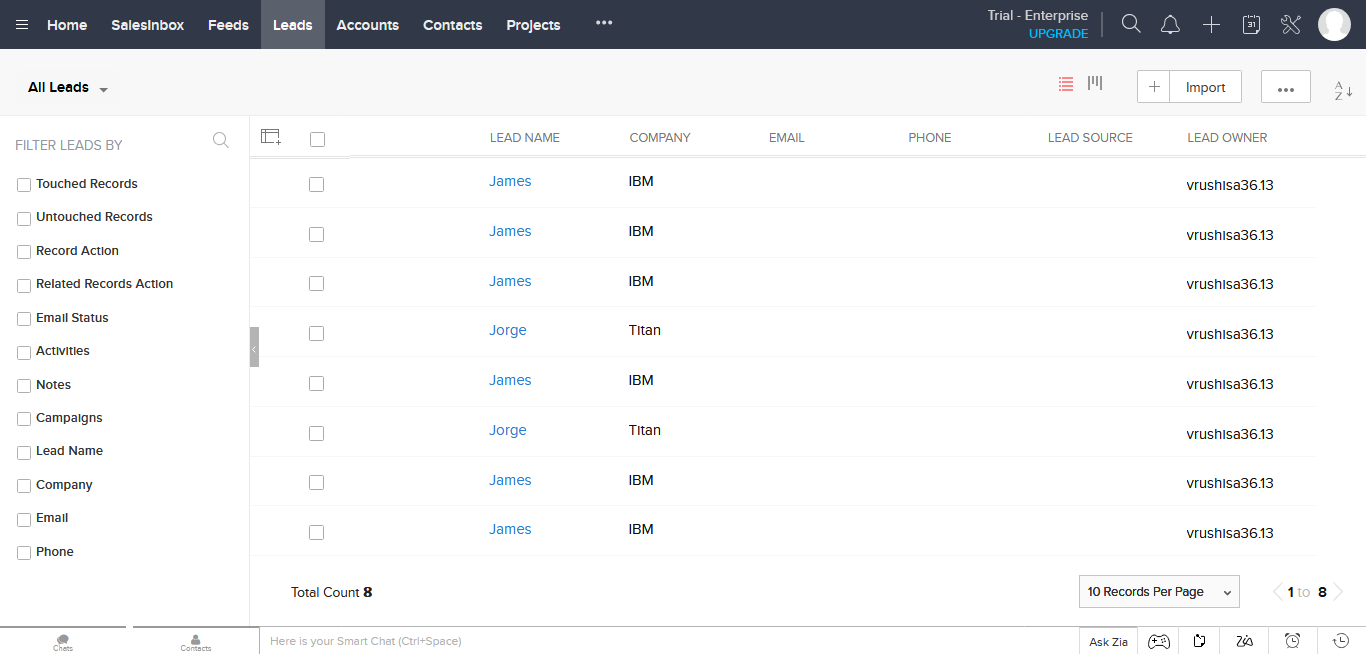 Home SalesInbox Feeds Leads Accounts Contacts Projects ••• Trial - Enterprise
UPGRADE
31
All Leads
+ Import ••• A Z
FILTER LEADS BY
LEAD NAME COMPANY EMAIL PHONE LEAD SOURCE LEAD OWNER
Touched Records
Untouched Records
Record Action
Related Records Action
Email Status
Activities
Notes
Campaigns
Lead Name
Company
Email
Phone
James IBM vrushisa36.13
James IBM vrushisa36.13
James IBM vrushisa36.13
Jorge Titan vrushisa36.13
James IBM vrushisa36.13
Jorge Titan vrushisa36.13
James IBM vrushisa36.13
James IBM vrushisa36.13
Total Count 8 10 Records Per Page 1 to 8
Chats Contacts Here is your Smart Chat (Ctrl+Space) Ask Zia